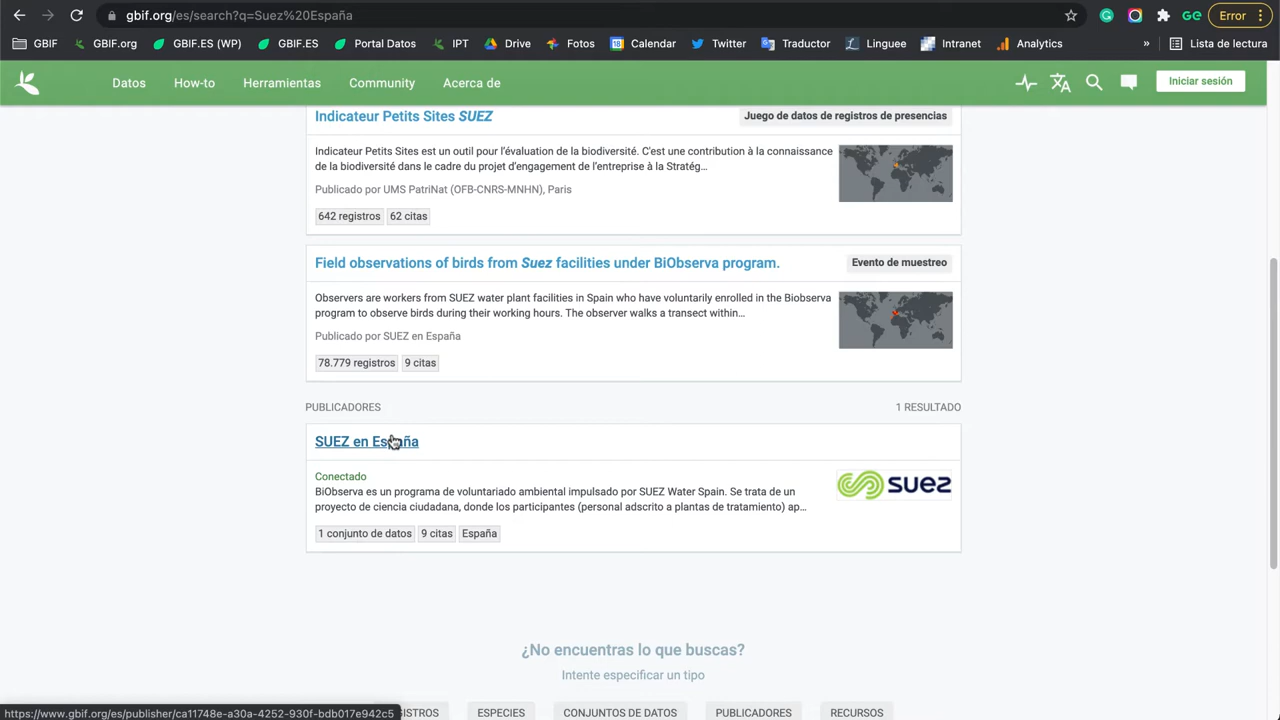 gbif.org/es/search?q=Suez%20España
Error
GBIF
GBIF.org
GBIF.ES (WP)
GBIF.ES
Portal Datos
IPT
Drive
Fotos
18 Calendar
Twitter
Traductor
Linguee
Intranet
Analytics
»
Lista de lectura
Datos
How-to
Herramientas
Community
Acerca de
Iniciar sesión
Indicateur Petits Sites SUEZ
Juego de datos de registros de presencias
Indicateur Petits Sites est un outil pour l'évaluation de la biodiversité. C'est une contribution à la connaissance
de la biodiversité dans le cadre du projet d'engagement de l'entreprise à la Stratég...
Publicado por UMS PatriNat (OFB-CNRS-MNHN), Paris
642 registros
62 citas
Field observations of birds from Suez facilities under BiObserva program.
Evento de muestreo
Observers are workers from SUEZ water plant facilities in Spain who have voluntarily enrolled in the Biobserva
program to observe birds during their working hours. The observer walks a transect within...
Publicado por SUEZ en España
78.779 registros
9 citas
PUBLICADORES
1 RESULTADO
SUEZ en España
Conectado
BiObserva es un programa de voluntariado ambiental impulsado por SUEZ Water Spain. Se trata de un
proyecto de ciencia ciudadana, donde los participantes (personal adscrito a plantas de tratamiento) ap...
suez
1 conjunto de datos
9 citas
España
¿No encuentras lo que buscas?
Intente especificar un tipo
https://www.gbif.org/es/publisher/ca11748e-a30a-4252-930f-bdb017e942c5
ISTROS
ESPECIES
CONJUNTOS DE DATOS
PUBLICADORES
RECURSOS